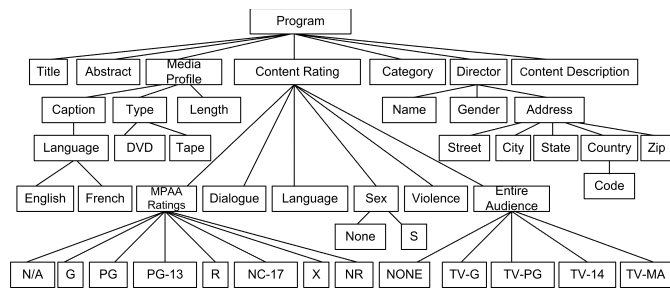 Program
Title
Abstract
Media
Profile
Content Rating
Category
Director
Content Description
Caption
Type
Length
Name
Gender
Address
Language
DVD
Tape
Street
City
State
Country
Zip
Code
English
French
MPAA
Ratings
Dialogue
Language
Sex
Violence
Entire
Audience
None
S
N/A
G
PG
PG-13
R
NC-17
X
NR
NONE
TV-G
TV-PG
TV-14
TV-MA